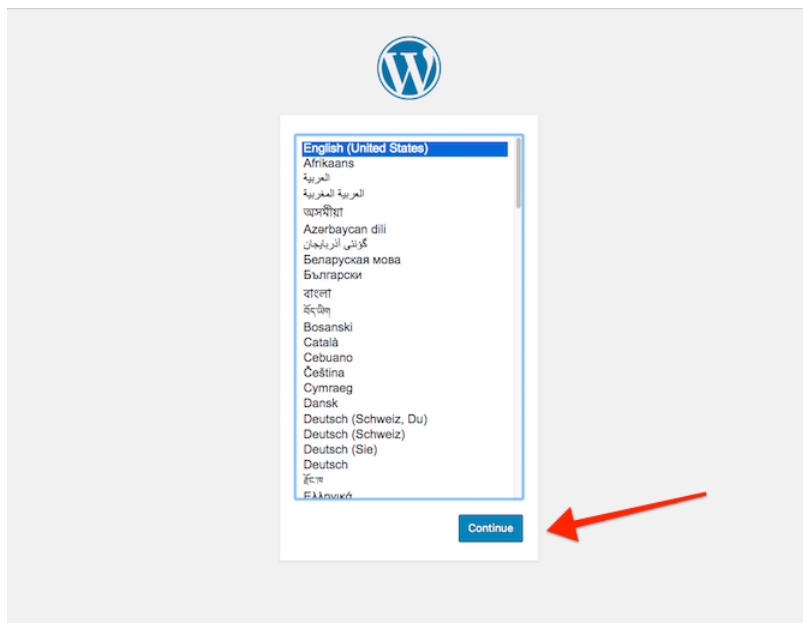 English (United States)
Afrikaans
العربية
العربية المغربية
অসমীয়া
Azərbaycan dili
گؤنئی آذربایجان
Беларуская мова
Български
বাংলা
བོད་ཡིག
Bosanski
Català
Cebuano
Čeština
Cymraeg
Dansk
Deutsch (Schweiz, Du)
Deutsch (Schweiz)
Deutsch (Sie)
Deutsch
རྫོང་ཁ
Ελληνικά
Continue